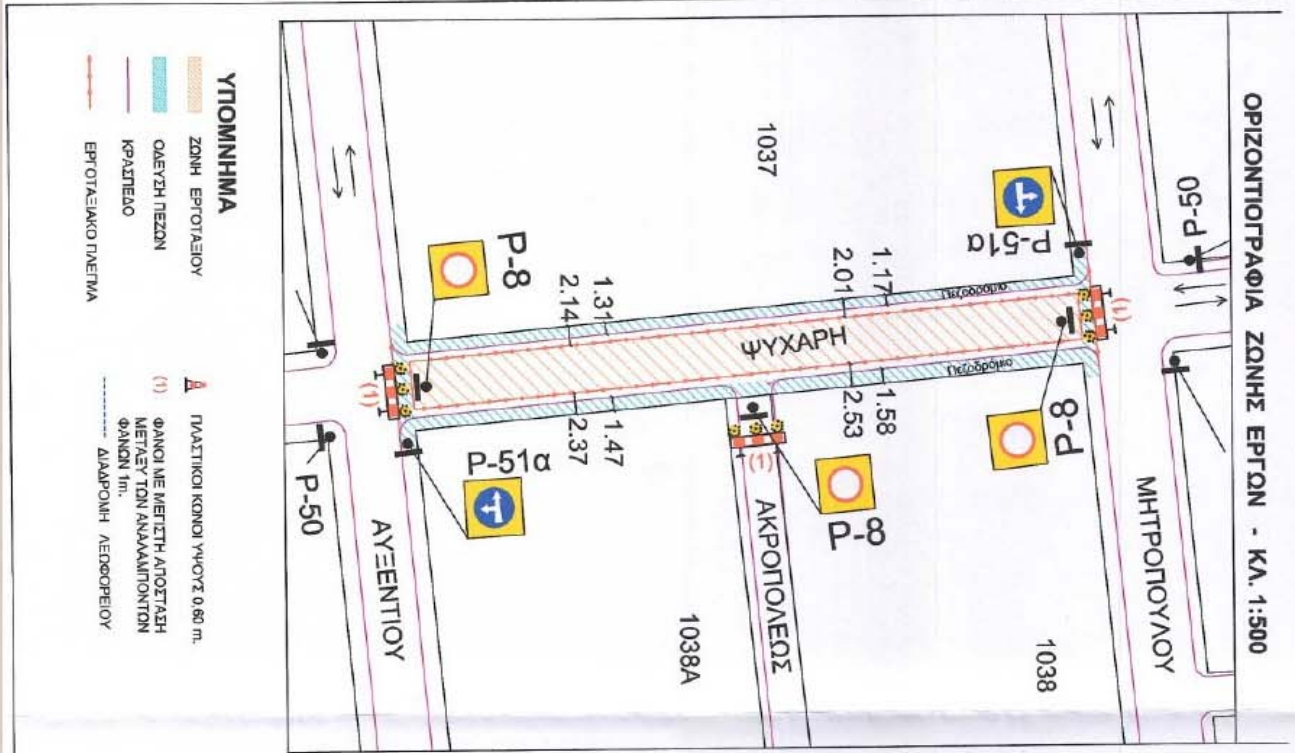 ΟΡΙΖΟΝΤΙΟΓΡΑΦΙΑ ΖΩΝΗΣ ΕΡΓΩΝ - ΚΛ. 1:500
P-50
ΜΗΤΡΟΠΟΥΛΟΥ
1038
(1)
P-51α
P-8
πεζοδρόμιο
πεζοδρόμιο
1037
1.17
2.01
1.58
2.53
ΨΥΧΑΡΗ
P-8
(1)
ΑΚΡΟΠΟΛΕΩΣ
1038Α
1.31
2.14
1.47
2.37
P-8
P-51α
(1)
P-50
ΑΥΞΕΝΤΙΟΥ
ΥΠΟΜΝΗΜΑ
ΖΩΝΗ ΕΡΓΟΤΑΞΙΟΥ
ΟΔΕΥΣΗ ΠΕΖΩΝ
ΚΡΑΣΠΕΔΟ
ΕΡΓΟΤΑΞΙΑΚΟ ΠΛΕΓΜΑ
ΠΛΑΣΤΙΚΟΙ ΚΩΝΟΙ ΥΨΟΥΣ 0,60 m.
(1) ΦΑΝΟΙ ΜΕ ΜΕΓΙΣΤΗ ΑΠΟΣΤΑΣΗ
ΜΕΤΑΞΥ ΤΩΝ ΑΝΑΛΑΜΠΟΝΤΩΝ
ΦΑΝΩΝ 1m.
ΔΙΑΔΡΟΜΗ ΛΕΩΦΟΡΕΙΟΥ